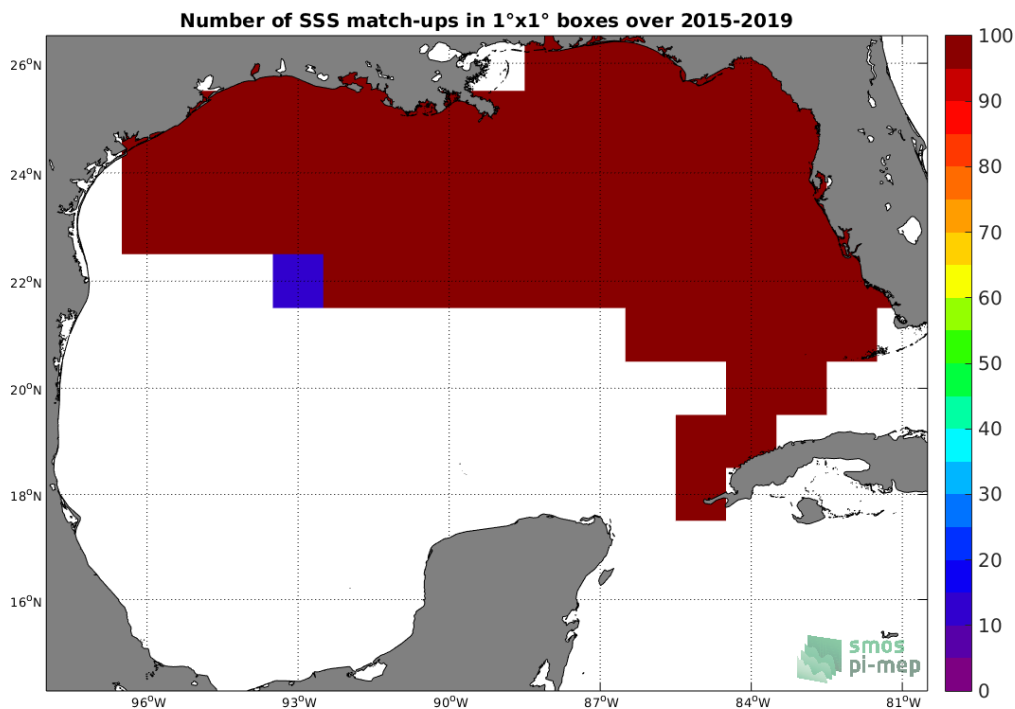 Number of SSS match-ups in 1°x1° boxes over 2015-2019
26°N
24°N
22°N
20°N
18°N
16°N
96°W
93°W
90°W
87°W
84°W
81°W
100
90
80
70
60
50
40
30
20
10
0
smos
pi-mep